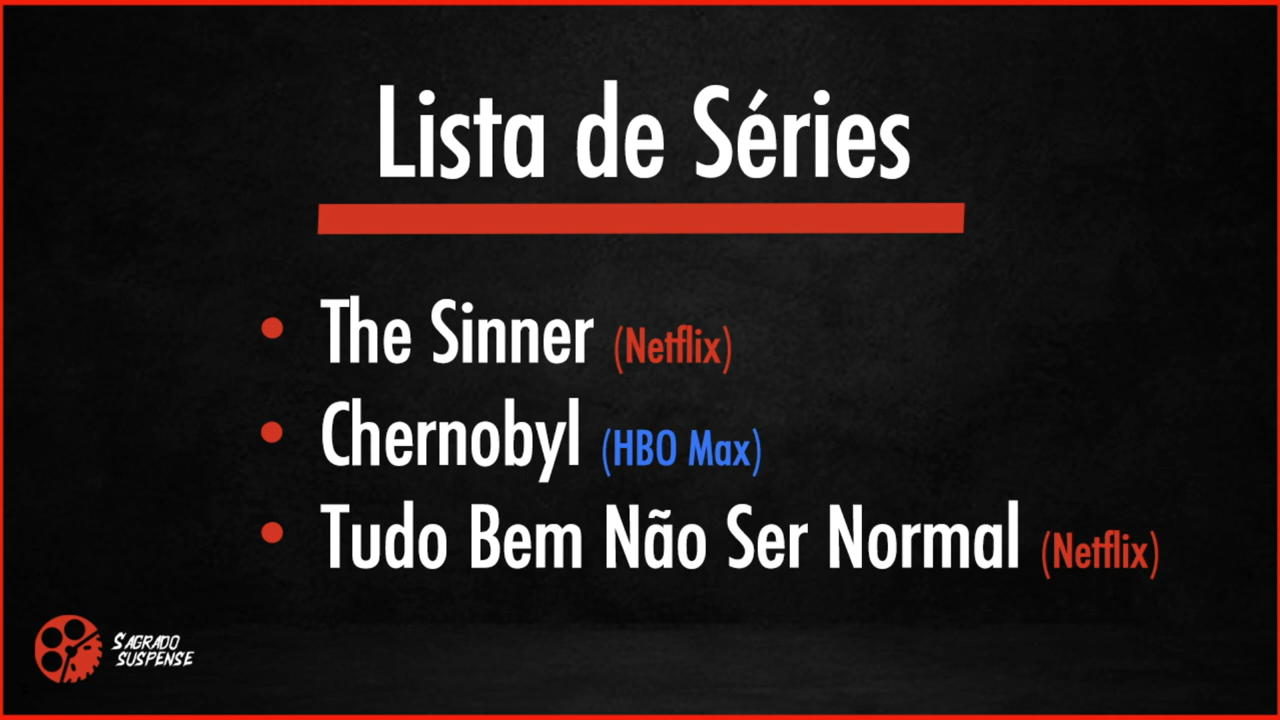 Lista de Séries
• The Sinner (Netflix)
• Chernobyl (HBO Max)
• Tudo Bem Não Ser Normal (Netflix)
SAGRADO
SUSPENSE